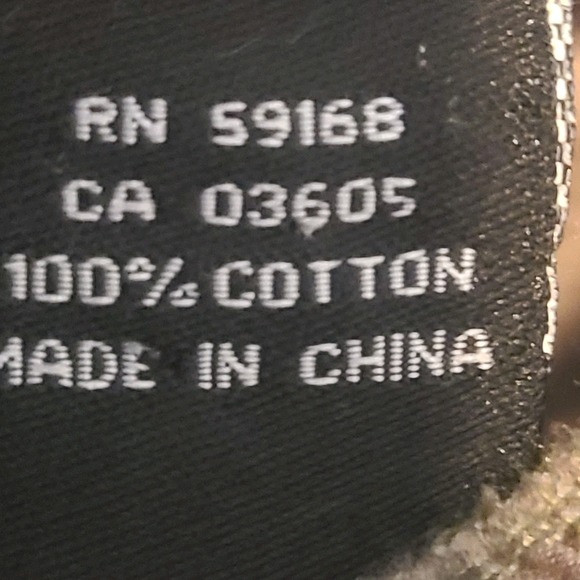 RN 59168
CA 03605
100% COTTON
MADE IN CHINA